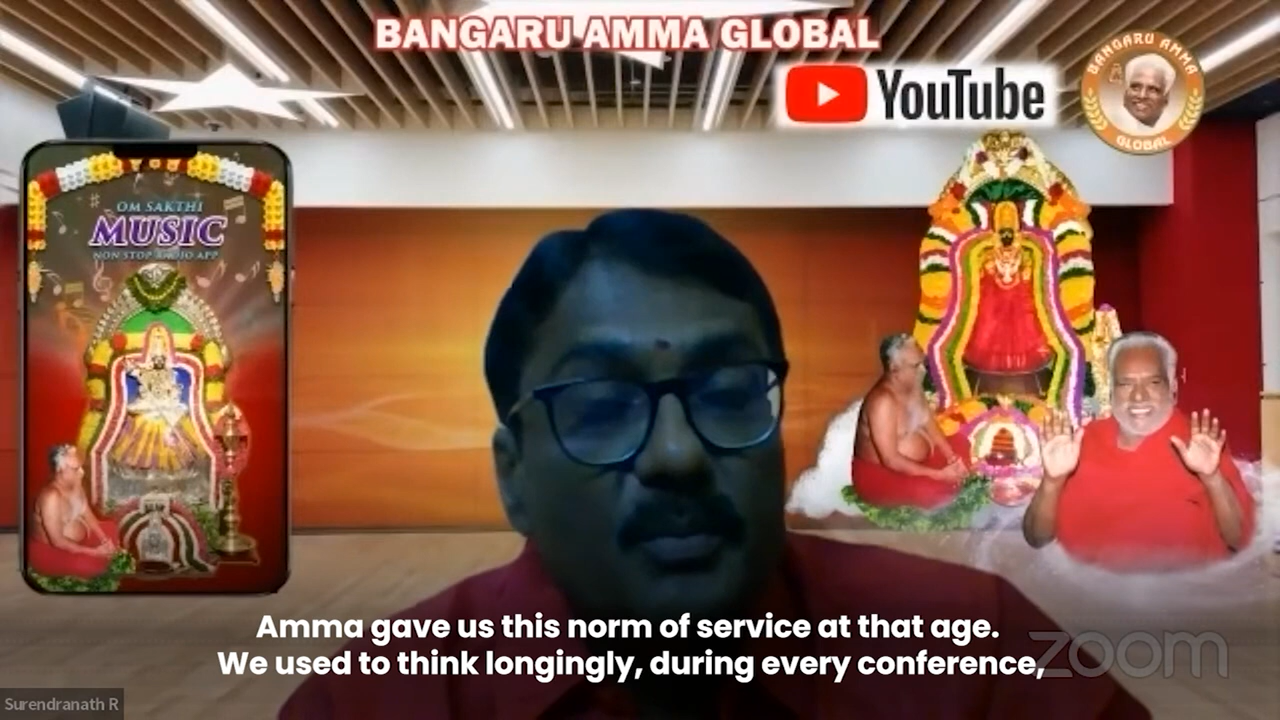 BANGARU AMMA GLOBAL
YouTube
BANGARU AMMA
GLOBAL
OM SAKTHI
MUSIC
NON STOP RADIO APP
Amma gave us this norm of service at that age.
We used to think longingly, during every conference,
zoom
Surendranath R